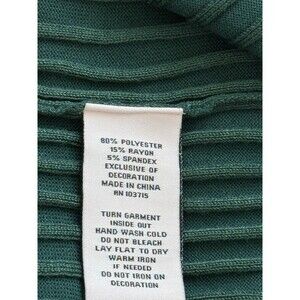 80% POLYESTER
15% RAYON
5% SPANDEX
EXCLUSIVE OF
DECORATION
MADE IN CHINA
RN 103715
TURN GARMENT
INSIDE OUT
HAND WASH COLD
DO NOT BLEACH
LAY FLAT TO DRY
WARM IRON
IF NEEDED
DO NOT IRON ON
DECORATION